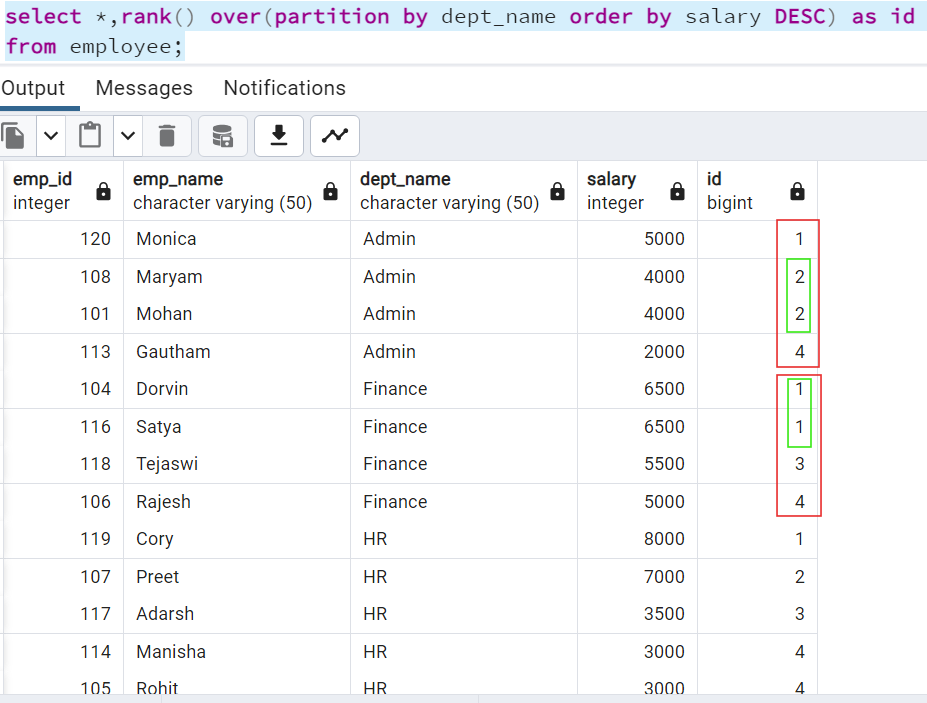 select *,rank() over(partition by dept_name order by salary DESC) as id
from employee;
Output Messages Notifications
emp_id emp_name dept_name salary id
integer character varying (50) character varying (50) integer bigint
120 Monica Admin 5000 1
108 Maryam Admin 4000 2
101 Mohan Admin 4000 2
113 Gautham Admin 2000 4
104 Dorvin Finance 6500 1
116 Satya Finance 6500 1
118 Tejaswi Finance 5500 3
106 Rajesh Finance 5000 4
119 Cory HR 8000 1
107 Preet HR 7000 2
117 Adarsh HR 3500 3
114 Manisha HR 3000 4
105 Rohit HR 3000 4